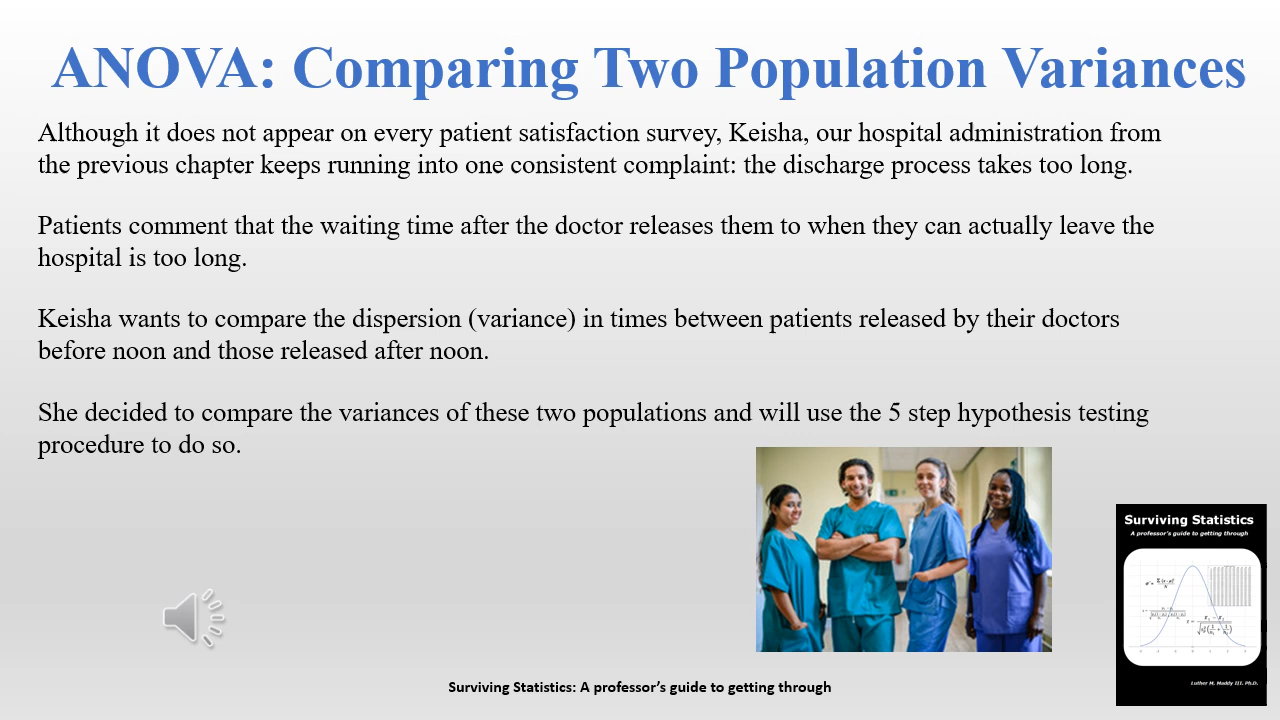 ANOVA: Comparing Two Population Variances
Although it does not appear on every patient satisfaction survey, Keisha, our hospital administration from
the previous chapter keeps running into one consistent complaint: the discharge process takes too long.
Patients comment that the waiting time after the doctor releases them to when they can actually leave the
hospital is too long.
Keisha wants to compare the dispersion (variance) in times between patients released by their doctors
before noon and those released after noon.
She decided to compare the variances of these two populations and will use the 5 step hypothesis testing
procedure to do so.
Surviving Statistics
A professor's guide to getting through
Luther M. Maddy III, Ph.D.
Surviving Statistics: A professor’s guide to getting through